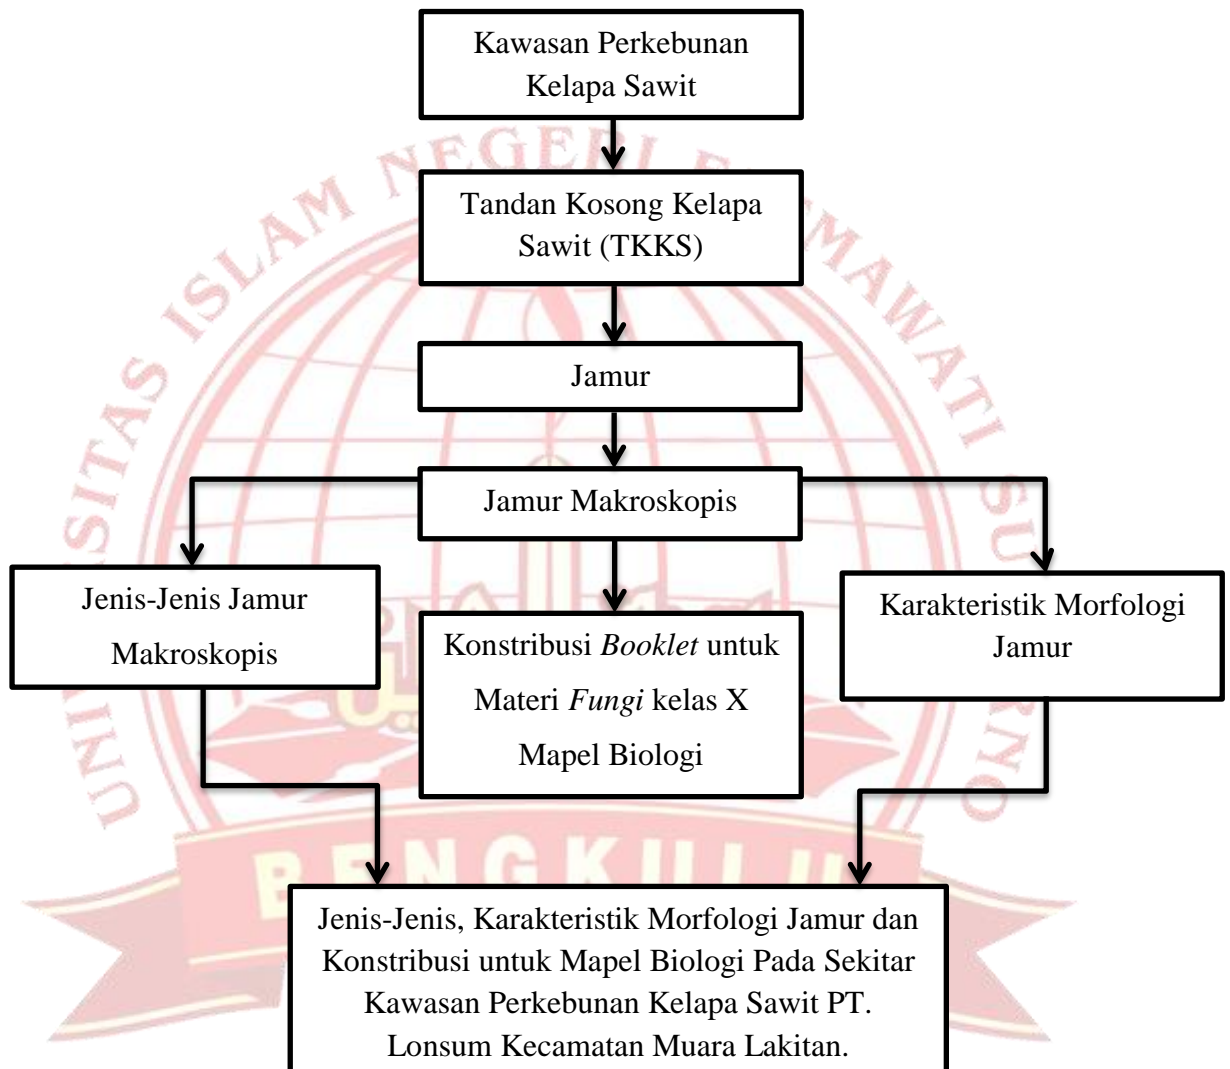 Kawasan Perkebunan
Kelapa Sawit
Tandan Kosong Kelapa
Sawit (TKKS)
Jamur
Jamur Makroskopis
Jenis-Jenis Jamur
Makroskopis
Konstribusi Booklet untuk
Materi Fungi kelas X
Mapel Biologi
Karakteristik Morfologi
Jamur
Jenis-Jenis, Karakteristik Morfologi Jamur dan
Konstribusi untuk Mapel Biologi Pada Sekitar
Kawasan Perkebunan Kelapa Sawit PT.
Lonsum Kecamatan Muara Lakitan.
ISLAM
BENGKULU